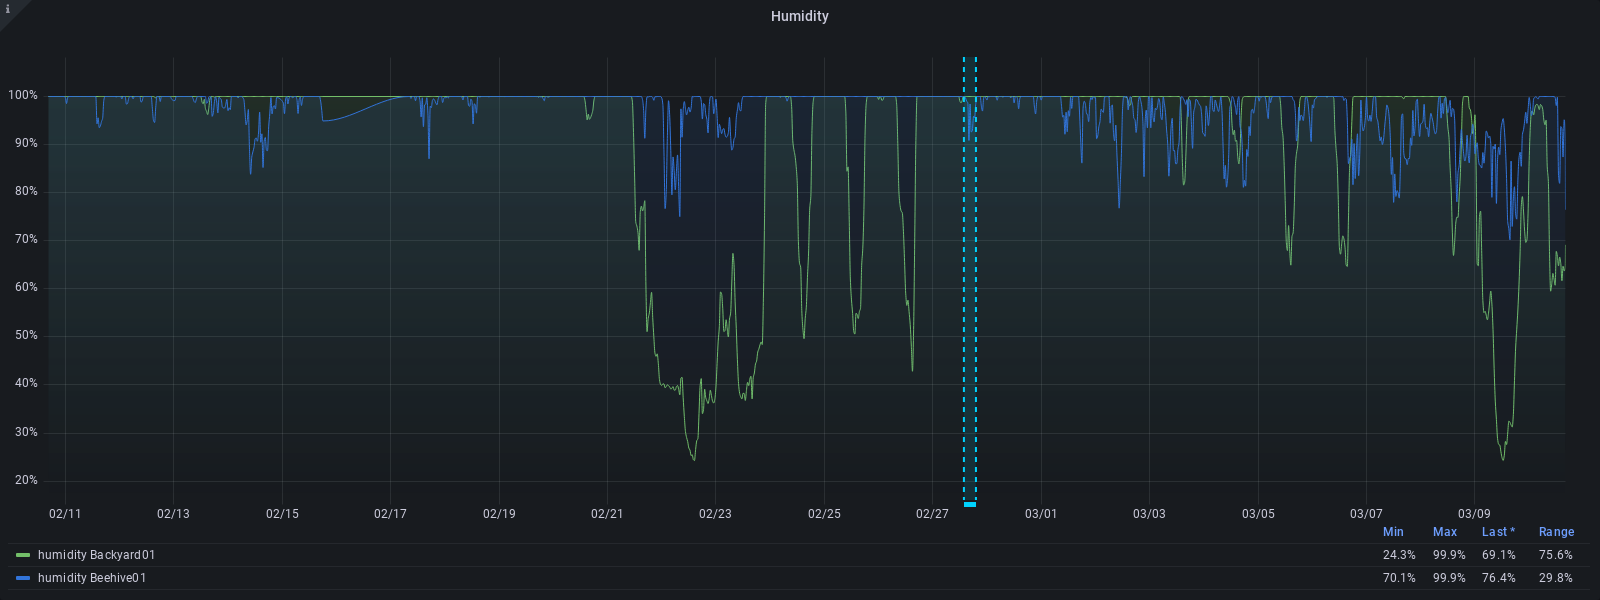 i
Humidity
100%
90%
80%
70%
60%
50%
40%
30%
20%
02/11 02/13 02/15 02/17 02/19 02/21 02/23 02/25 02/27 03/01 03/03 03/05 03/07 03/09
Min Max Last * Range
humidity Backyard01 24.3% 99.9% 69.1% 75.6%
humidity Beehive01 70.1% 99.9% 76.4% 29.8%